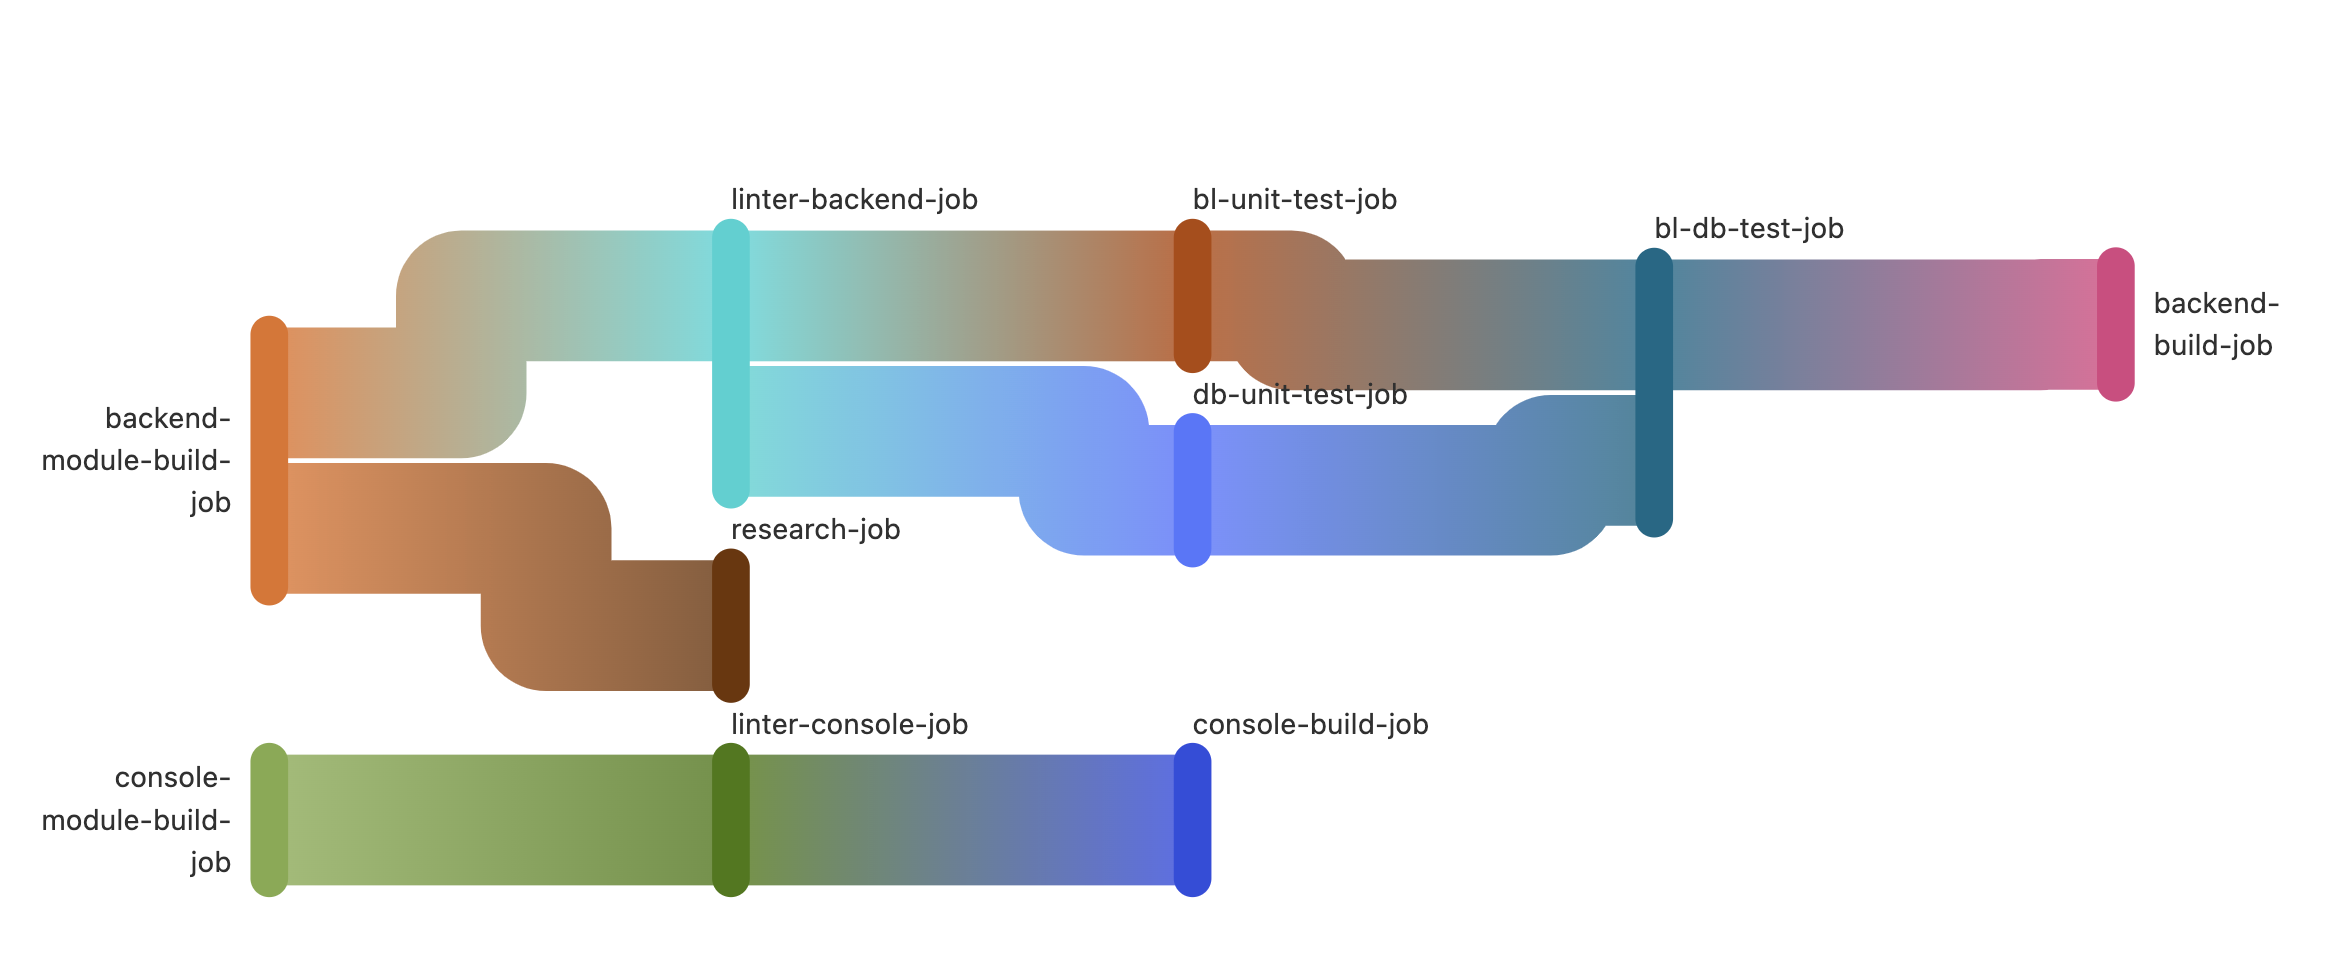 linter-backend-job
bl-unit-test-job
bl-db-test-job
backend-
build-job
db-unit-test-job
backend-
module-build-
job
research-job
linter-console-job
console-build-job
console-
module-build-
job